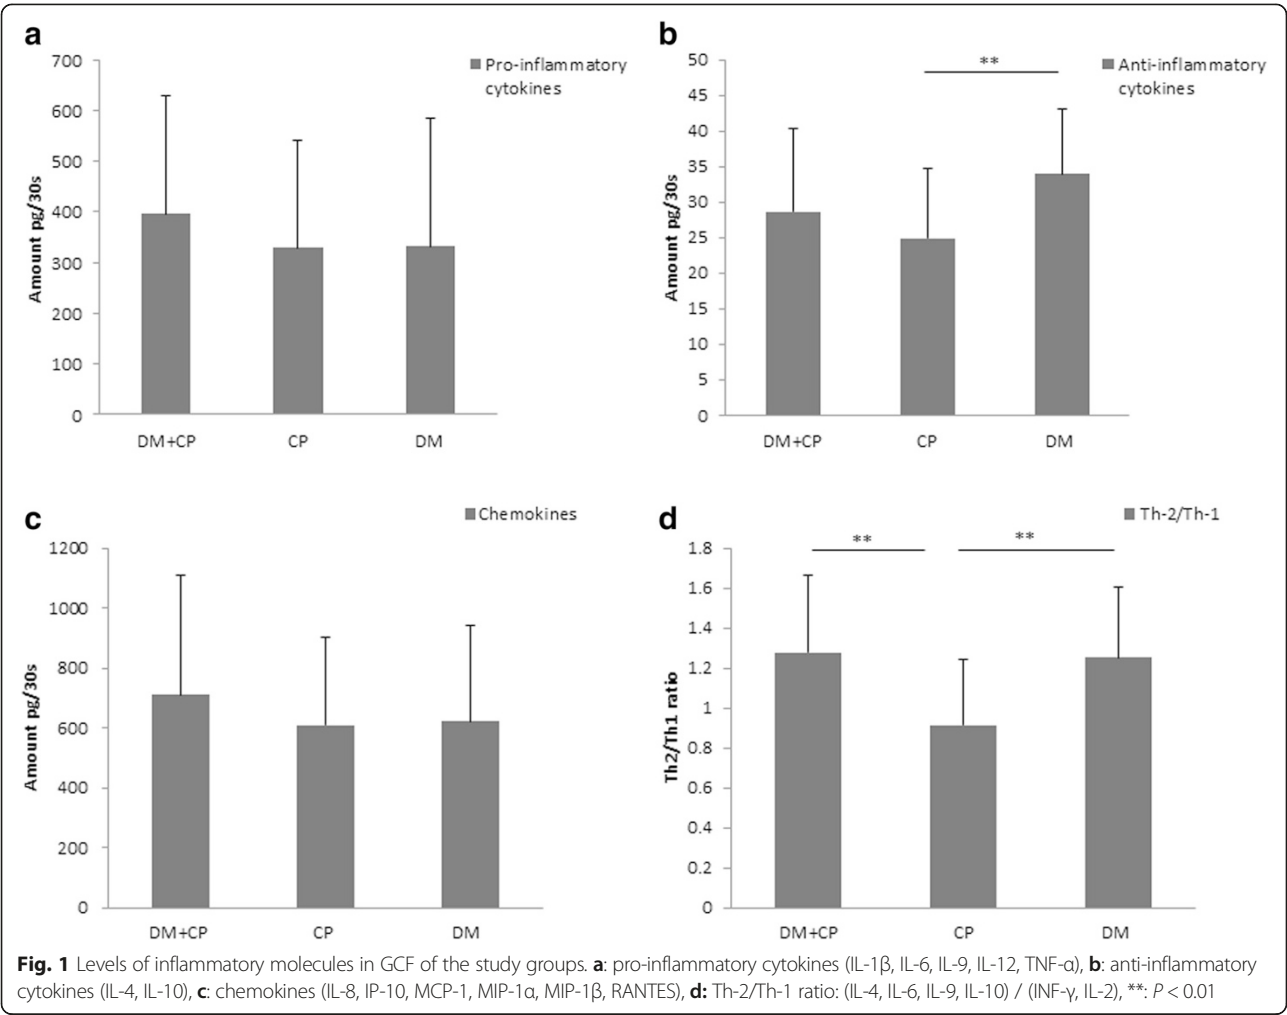 a
700
600
500
400
300
200
100
0
Amount pg/30s
Pro-inflammatory
cytokines
DM+CP CP DM
b
50
45
40
35
30
25
20
15
10
5
0
Amount pg/30s
**
Anti-inflammatory
cytokines
DM+CP CP DM
c
1200
1000
800
600
400
200
0
Amount pg/30s
Chemokines
DM+CP CP DM
d
1.8
1.6
1.4
1.2
1
0.8
0.6
0.4
0.2
0
Th2/Th1 ratio
** **
Th-2/Th-1
DM+CP CP DM
Fig. 1 Levels of inflammatory molecules in GCF of the study groups. a: pro-inflammatory cytokines (IL-1β, IL-6, IL-9, IL-12, TNF-α), b: anti-inflammatory
cytokines (IL-4, IL-10), c: chemokines (IL-8, IP-10, MCP-1, MIP-1α, MIP-1β, RANTES), d: Th-2/Th-1 ratio: (IL-4, IL-6, IL-9, IL-10) / (INF-γ, IL-2), **: P < 0.01